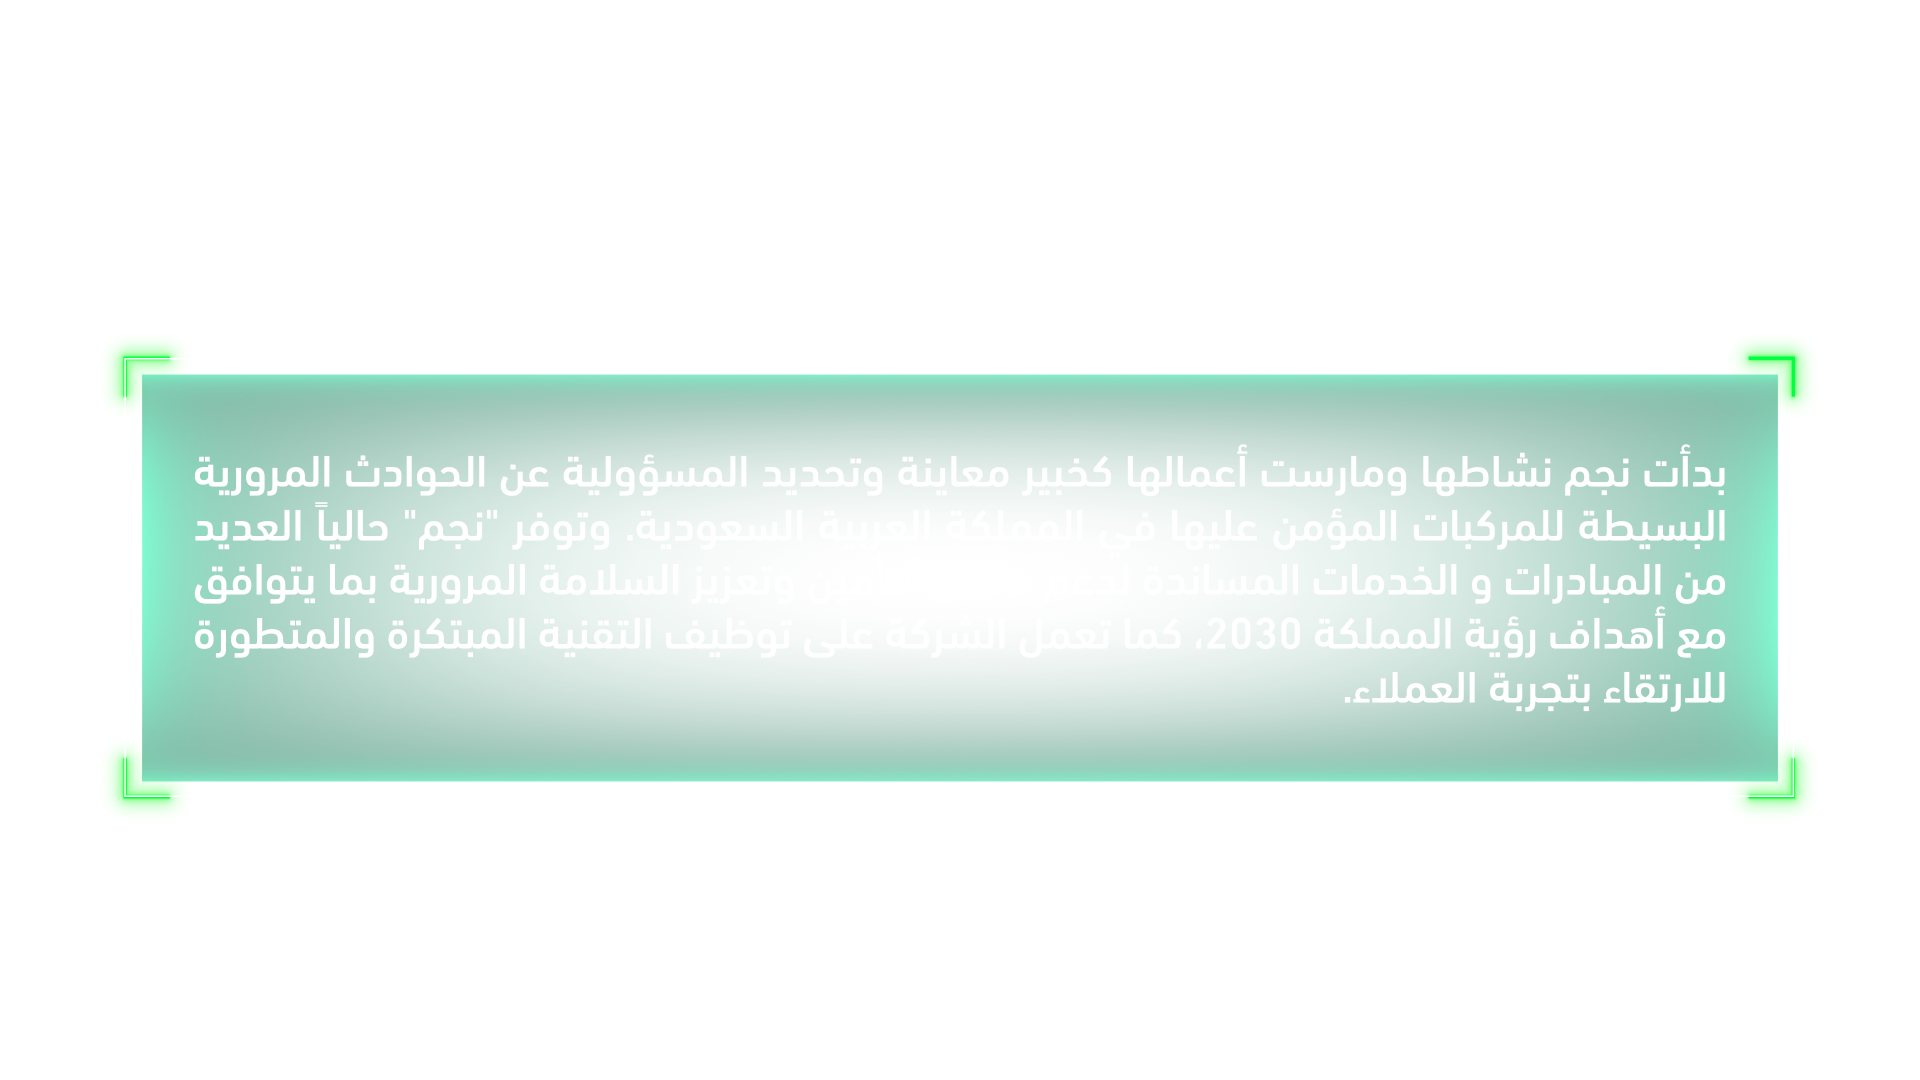 بدأت نجم نشاطها ومارست أعمالها كخبير معاينة وتحديد المسؤولية عن الحوادث المرورية
البسيطة للمركبات المؤمن عليها في المملكة العربية السعودية. وتوفر "نجم" حالياً العديد
من المبادرات و الخدمات المساندة لدعم وتعزيز السلامة المرورية بما يتوافق
مع أهداف رؤية المملكة 2030، كما تعمل الشركة على توظيف التقنية المبتكرة والمتطورة
للارتقاء بتجربة العملاء.